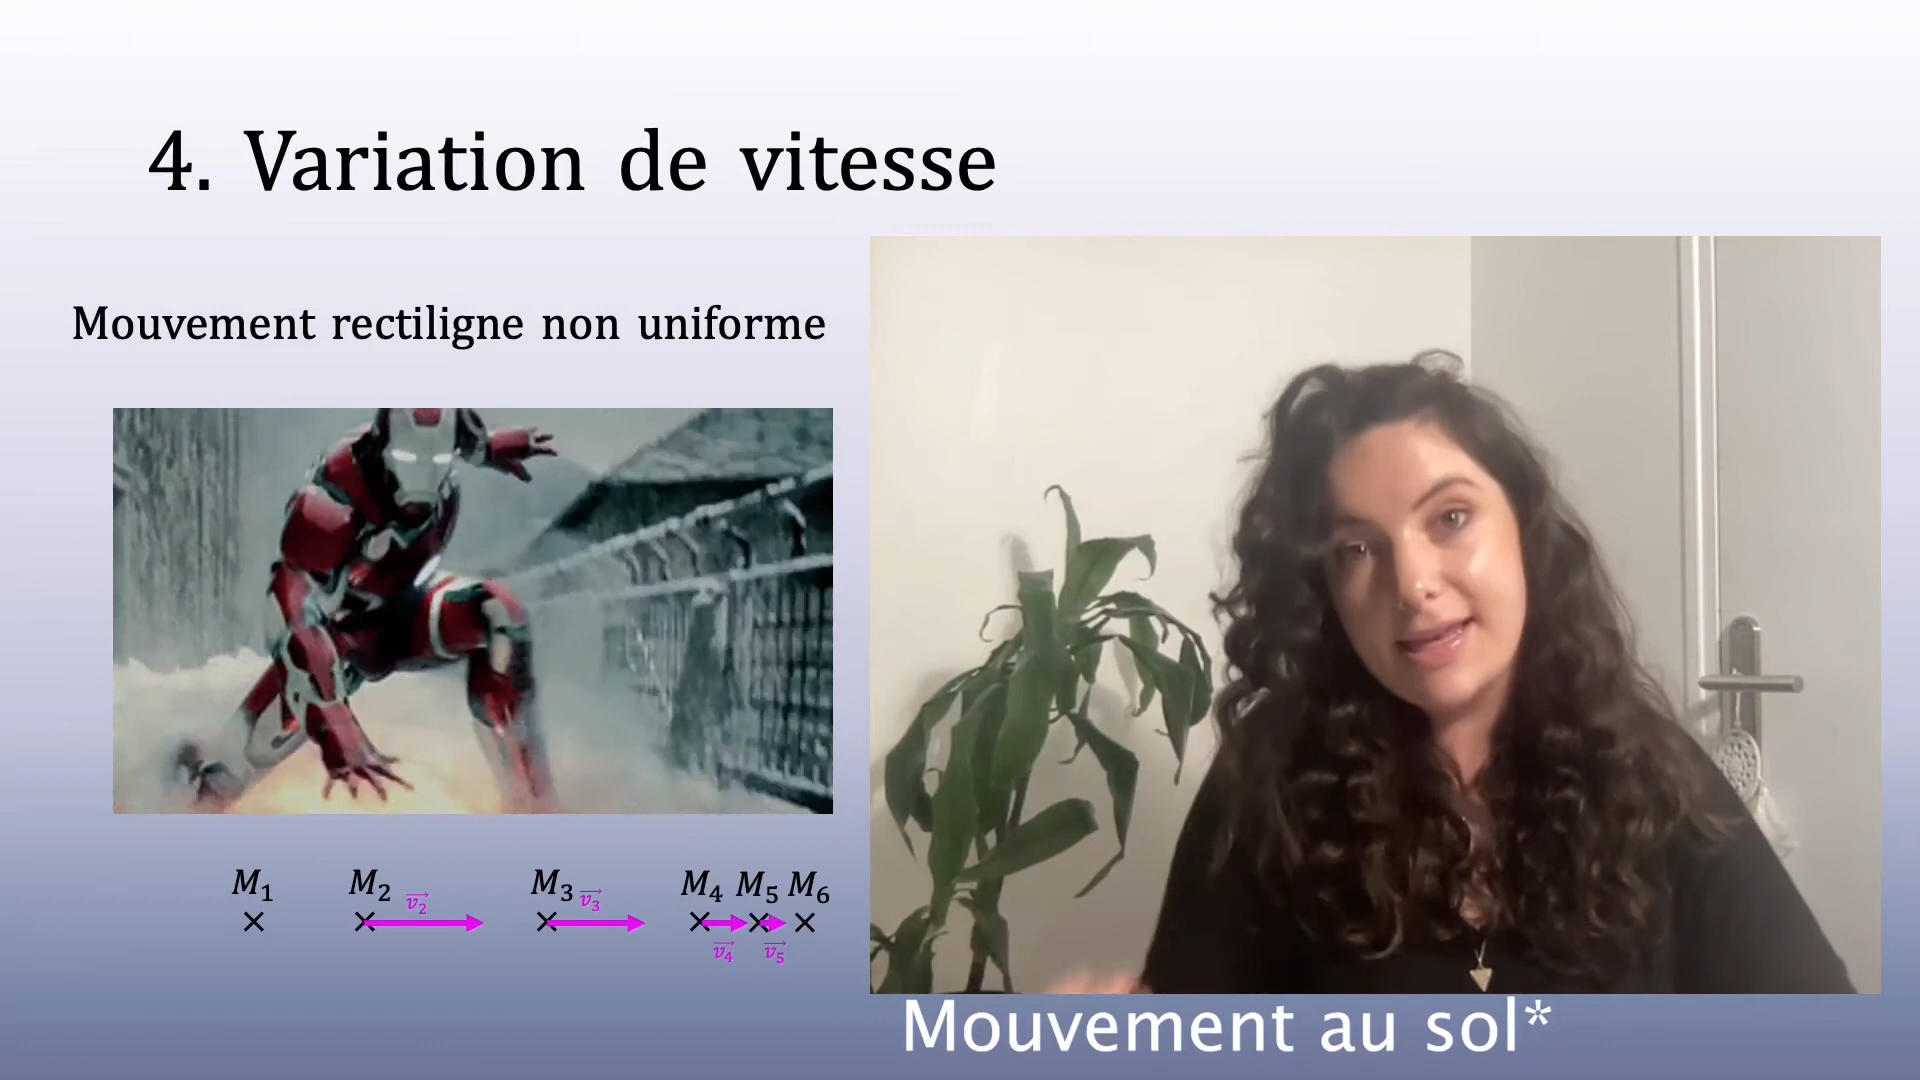 4. Variation de vitesse
Mouvement rectiligne non uniforme
M₁ M₂ M₃ M₄ M₅ M₆
v₂⃗ v₃⃗
v₄⃗ v₅⃗
Mouvement au sol*